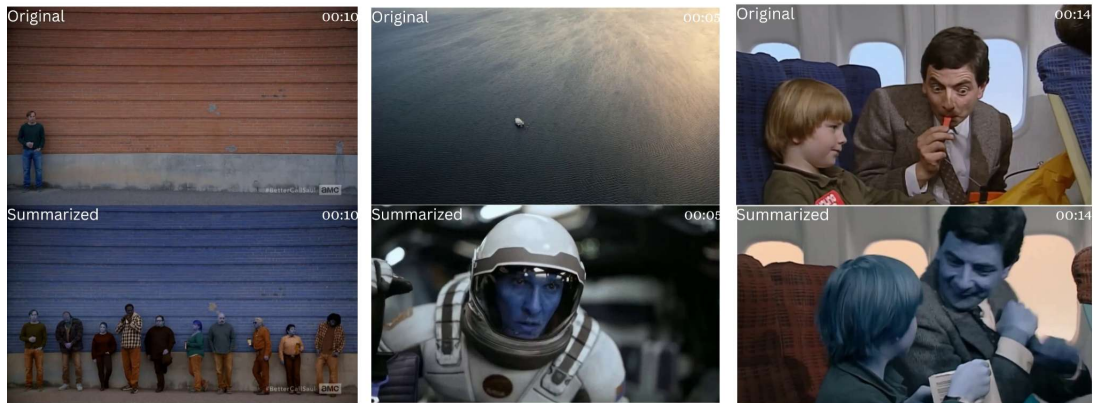 Original 00:10
Original 00:05
Original 00:14
#BetterCallSaul AMC
Summarized 00:10
Summarized 00:05
Summarized 00:14
#BetterCallSaul AMC